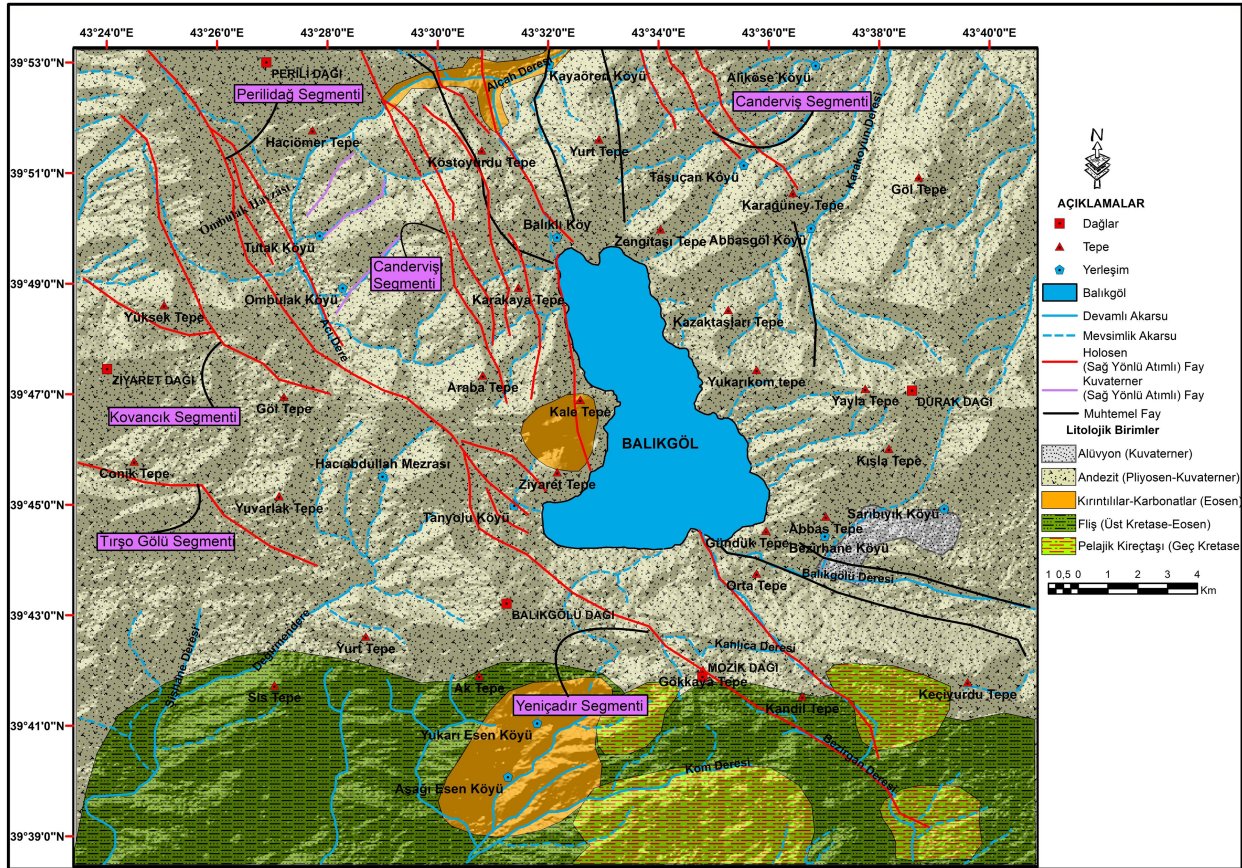 43°24'0"E 43°26'0"E 43°28'0"E 43°30'0"E 43°32'0"E 43°34'0"E 43°36'0"E 43°38'0"E 43°40'0"E
39°53'0"N
39°51'0"N
39°49'0"N
39°47'0"N
39°45'0"N
39°43'0"N
39°41'0"N
39°39'0"N
PERİLİ DAĞI
Perilidağ Segmenti
Hacıömer Tepe
Alçah Deresi
Kayaören Köyü
Aliköse Köyü
Canderviş Segmenti
Karakoyun Deresi
Köstoyurdu Tepe
Yurt Tepe
Taşuçan Köyü
Göl Tepe
Karagüney Tepe
Ombulak Havzası
Tutak Köyü
Balıklı Köy
Zengitaşı Tepe
Abbasgöl Köyü
Canderviş
Segmenti
Ombulak Köyü
Karakaya Tepe
Yüksek Tepe
Acı Dere
Kazaktaşları Tepe
ZİYARET DAĞI
Araba Tepe
Yukarıkom tepe
Yayla Tepe
DURAK DAĞI
Göl Tepe
Kovancık Segmenti
Kale Tepe
BALIKGÖL
Kışla Tepe
Conik Tepe
Hacıabdullah Mezrası
Ziyaret Tepe
Yuvarlak Tepe
Tanyolu Köyü
Sarıbıyık Köyü
Abbas Tepe
Tırşo Gölü Segmenti
Gündük Tepe
Bezirhane Köyü
Balıkgölü Deresi
Orta Tepe
BALIKGÖLÜ DAĞI
Değirmendere
Şişhane Deresi
Yurt Tepe
Kanlıca Deresi
MOZİK DAĞI
Gökkaya Tepe
Sis Tepe
Ak Tepe
Keçiyurdu Tepe
Kandil Tepe
Yeniçadır Segmenti
Yukarı Esen Köyü
Bezirgan Deresi
Kom Deresi
Aşağı Esen Köyü
N
AÇIKLAMALAR
Dağlar
Tepe
Yerleşim
Balıkgöl
Devamlı Akarsu
Mevsimlik Akarsu
Holosen
(Sağ Yönlü Atımlı) Fay
Kuvaterner
(Sağ Yönlü Atımlı) Fay
Muhtemel Fay
Litolojik Birimler
Alüvyon (Kuvaterner)
Andezit (Pliyosen-Kuvaterner)
Kırıntılılar-Karbonatlar (Eosen)
Fliş (Üst Kretase-Eosen)
Pelajik Kireçtaşı (Geç Kretase
1 0,5 0 1 2 3 4
Km